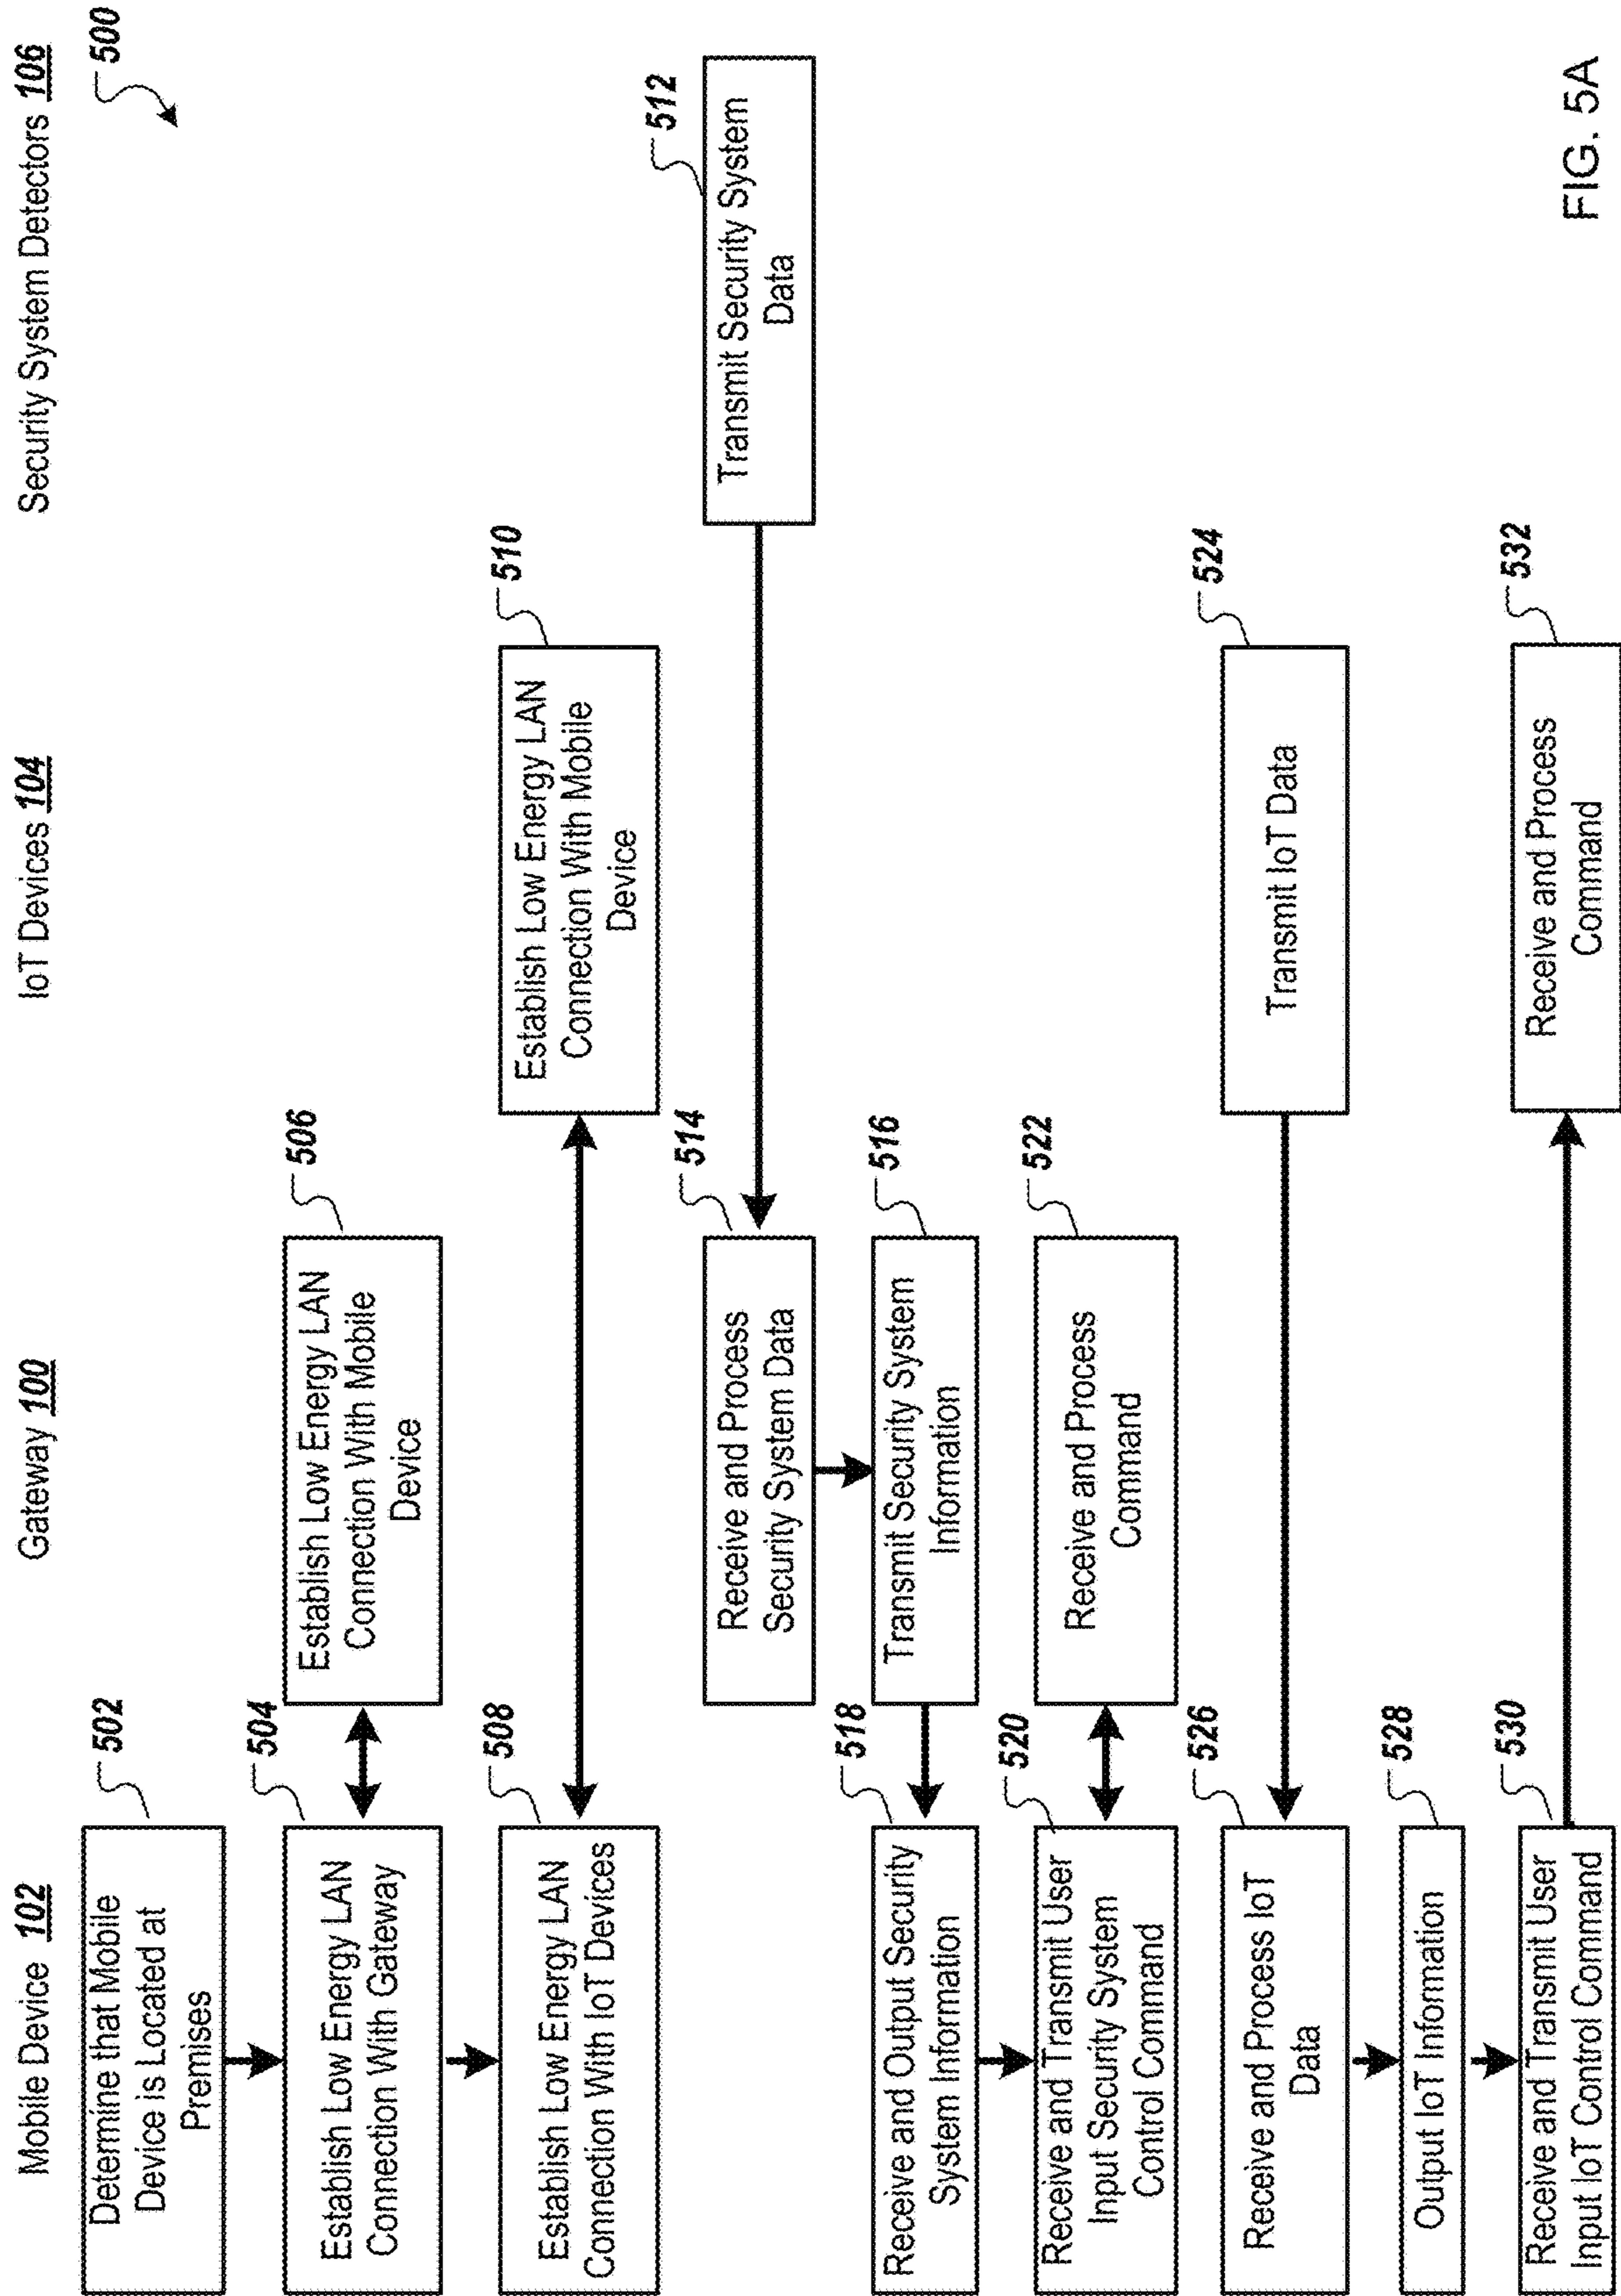 Mobile Device 102
Gateway 100
IoT Devices 104
Security System Detectors 106
500
502
Determine that Mobile
Device is Located at
Premises
504
Establish Low Energy LAN
Connection With Gateway
506
Establish Low Energy LAN
Connection With Mobile
Device
508
Establish Low Energy LAN
Connection With IoT Devices
510
Establish Low Energy LAN
Connection With Mobile
Device
512
Transmit Security System
Data
514
Receive and Process
Security System Data
516
Transmit Security System
Information
518
Receive and Output Security
System Information
520
Receive and Transmit User
Input Security System
Control Command
522
Receive and Process
Command
524
Transmit IoT Data
526
Receive and Process IoT
Data
528
Output IoT Information
530
Receive and Transmit User
Input IoT Control Command
532
Receive and Process
Command
FIG. 5A